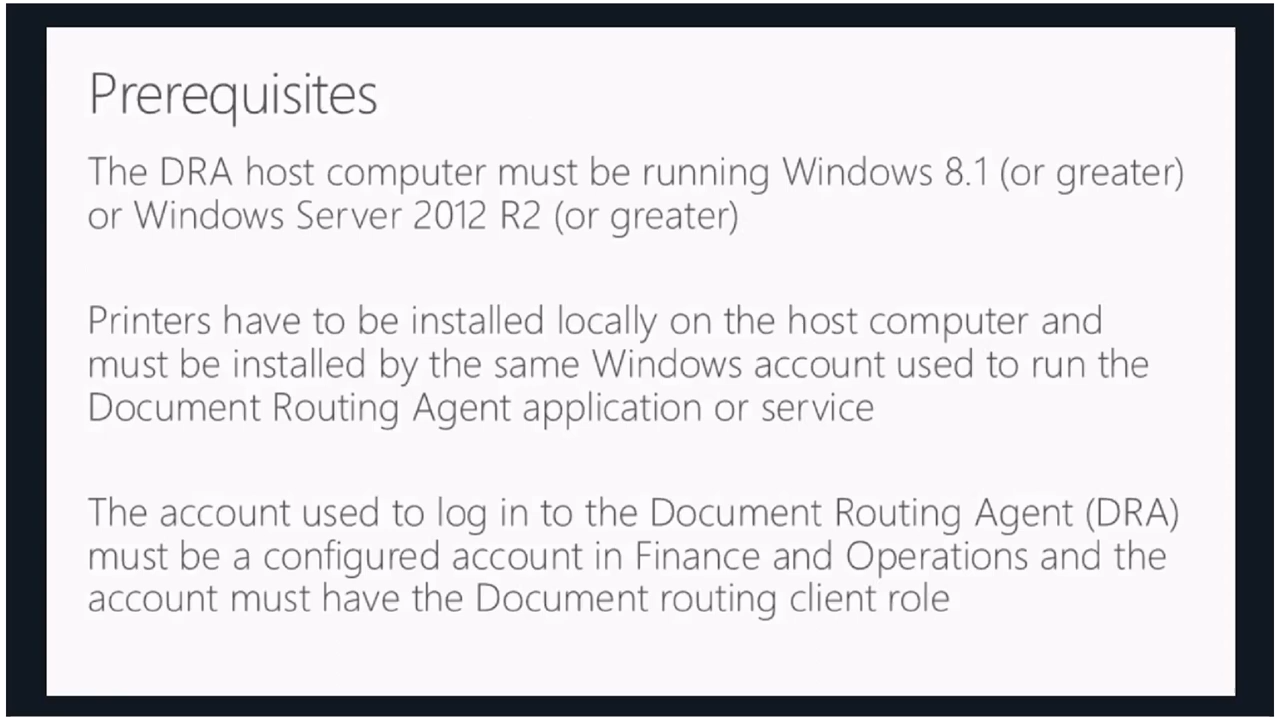 Prerequisites
The DRA host computer must be running Windows 8.1 (or greater)
or Windows Server 2012 R2 (or greater)
Printers have to be installed locally on the host computer and
must be installed by the same Windows account used to run the
Document Routing Agent application or service
The account used to log in to the Document Routing Agent (DRA)
must be a configured account in Finance and Operations and the
account must have the Document routing client role